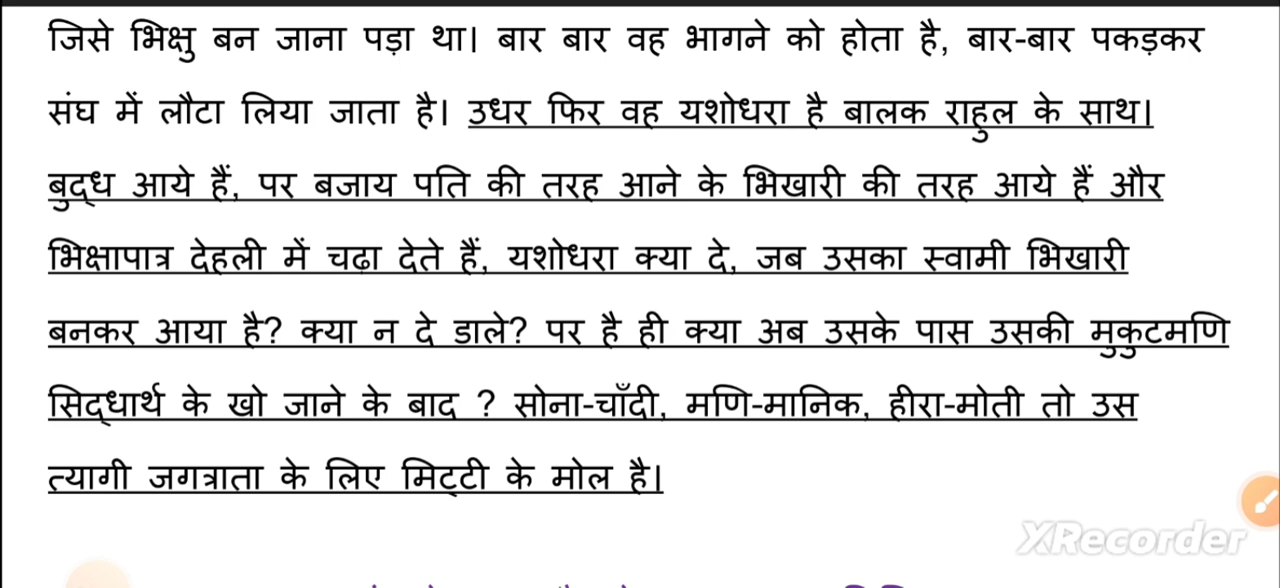 जिसे भिक्षु बन जाना पड़ा था। बार बार वह भागने को होता है, बार-बार पकड़कर
संघ में लौटा लिया जाता है। उधर फिर वह यशोधरा है बालक राहुल के साथ।
बुद्ध आये हैं, पर बजाय पति की तरह आने के भिखारी की तरह आये हैं और
भिक्षापात्र देहली में चढा देते हैं, यशोधरा क्या दे, जब उसका स्वामी भिखारी
बनकर आया है? क्या न दे डाले? पर है ही क्या अब उसके पास उसकी मुकुटमणि
सिद्धार्थ के खो जाने के बाद ? सोना-चाँदी, मणि-मानिक, हीरा-मोती तो उस
त्यागी जगत्राता के लिए मिट्टी के मोल है।
XRecorder